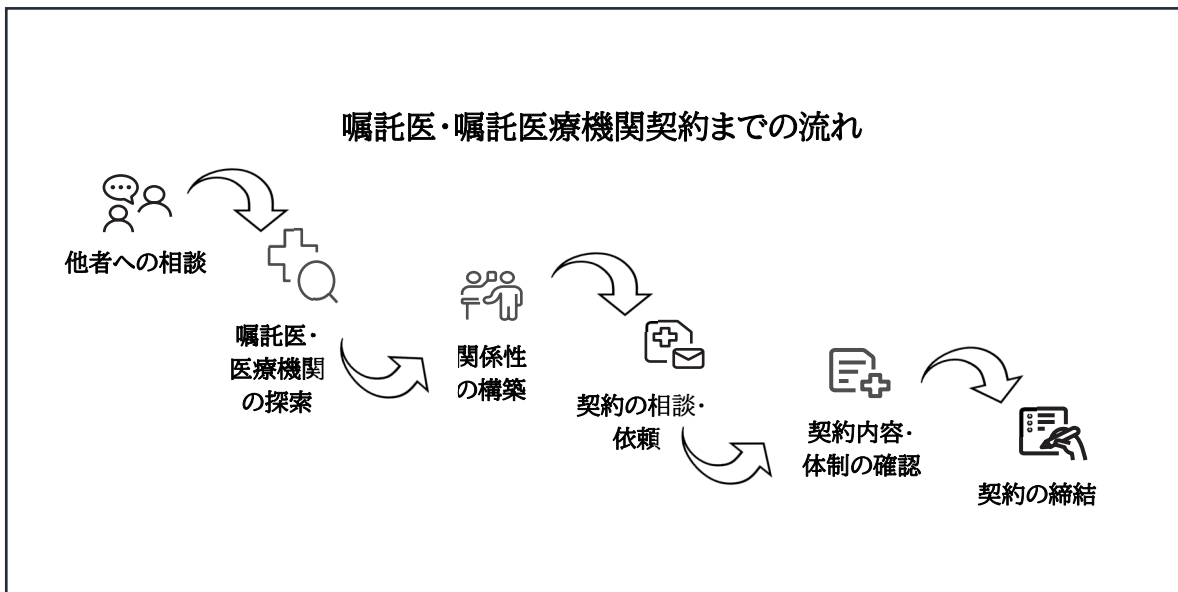 嘱託医・嘱託医療機関契約までの流れ
他者への相談
嘱託医・
医療機関
の探索
関係性
の構築
契約の相談・
依頼
契約内容・
体制の確認
契約の締結